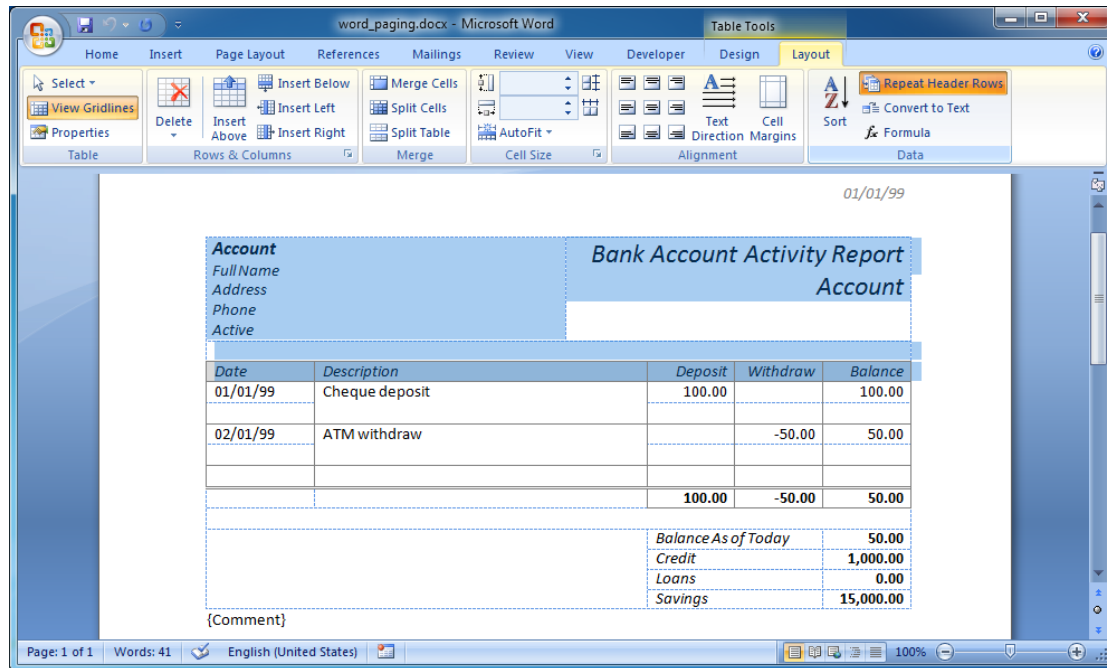 word_paging.docx - Microsoft Word
Table Tools
Home Insert Page Layout References Mailings Review View Developer Design Layout
Select
View Gridlines
Properties
Table
Delete
Insert Above
Insert Below
Insert Left
Insert Right
Rows & Columns
Merge Cells
Split Cells
Split Table
Merge
AutoFit
Cell Size
Text Direction
Cell Margins
Alignment
Sort
Repeat Header Rows
Convert to Text
fx Formula
Data
01/01/99
Account
Full Name
Address
Phone
Active
Bank Account Activity Report
Account
Date Description Deposit Withdraw Balance
01/01/99 Cheque deposit 100.00 100.00
02/01/99 ATM withdraw -50.00 50.00
100.00 -50.00 50.00
Balance As of Today 50.00
Credit 1,000.00
Loans 0.00
Savings 15,000.00
{Comment}
Page: 1 of 1 Words: 41 English (United States) 100%